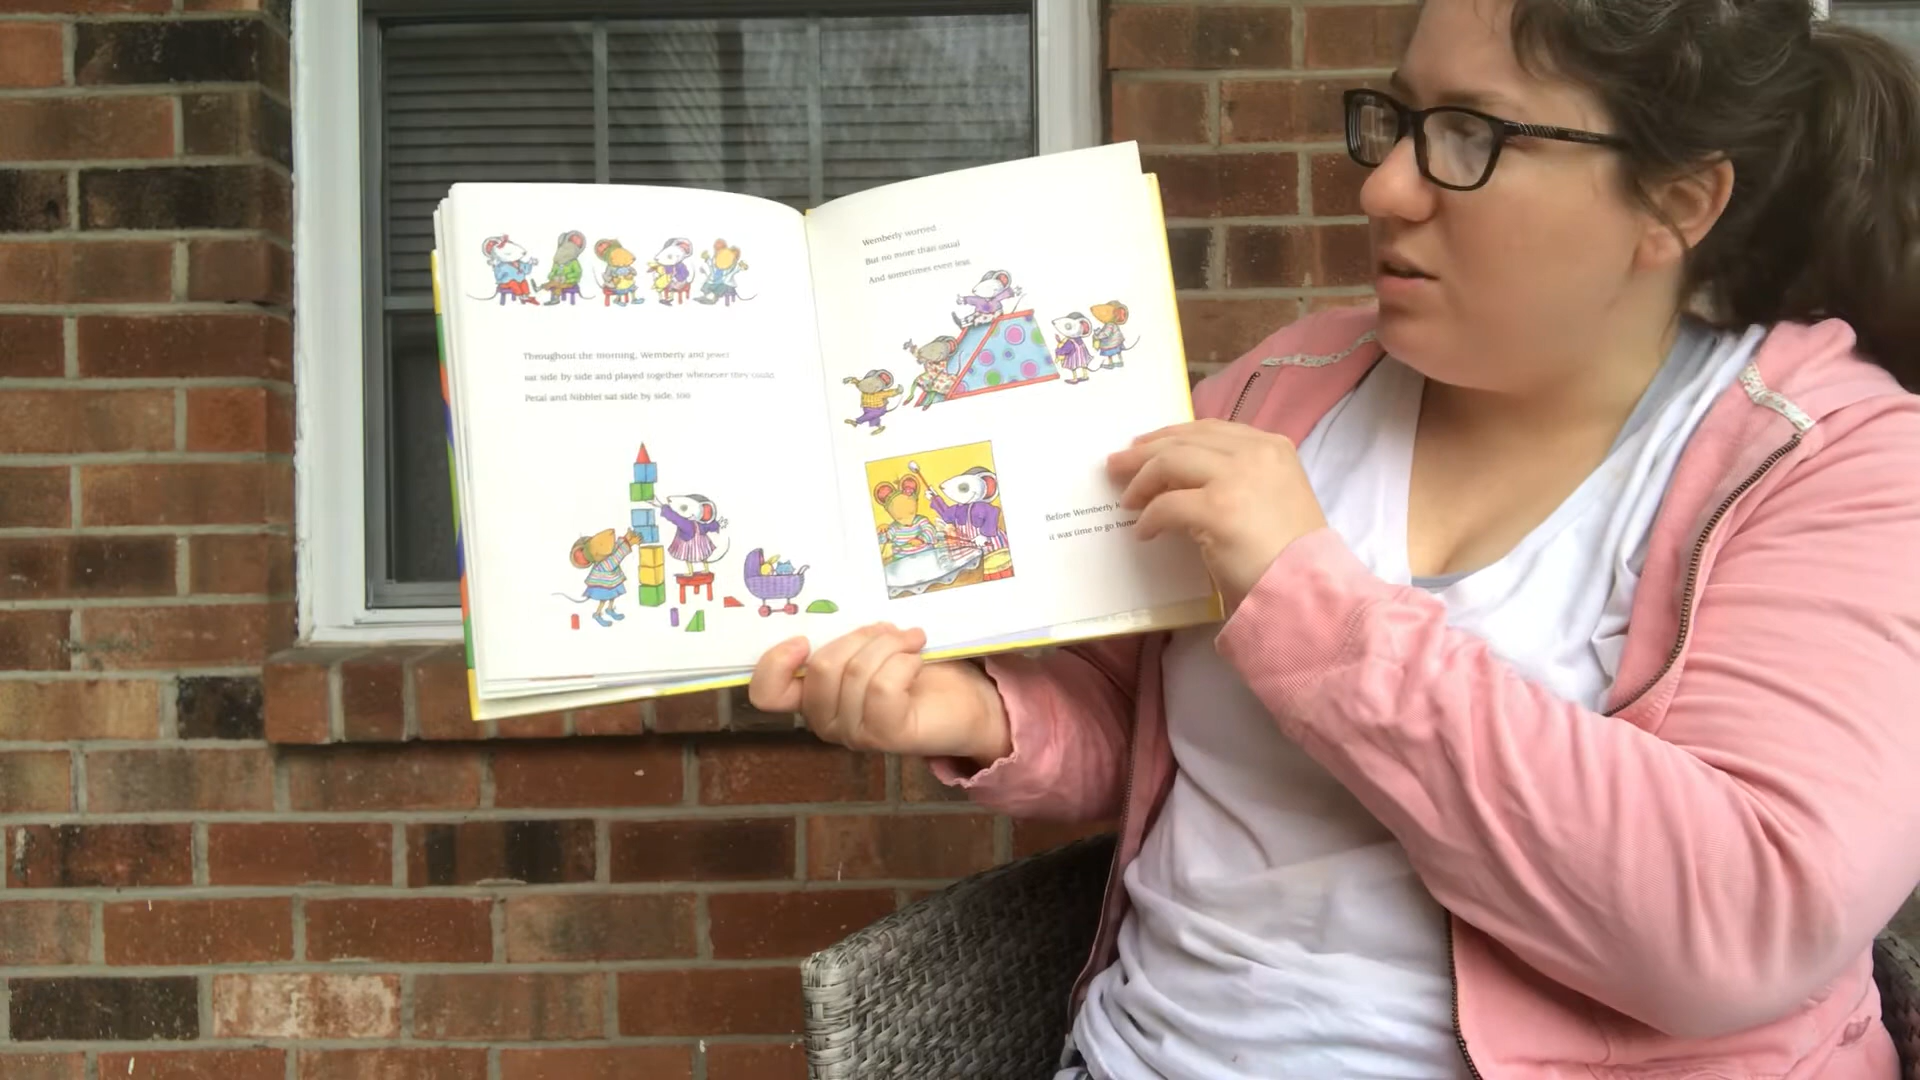 Throughout the morning, Wemberly and Jewel
sat side by side and played together whenever they could.
Petal and Nibblet sat side by side, too.
Wemberly worried.
But no more than usual.
And sometimes even less.
Before Wemberly k
it was time to go home